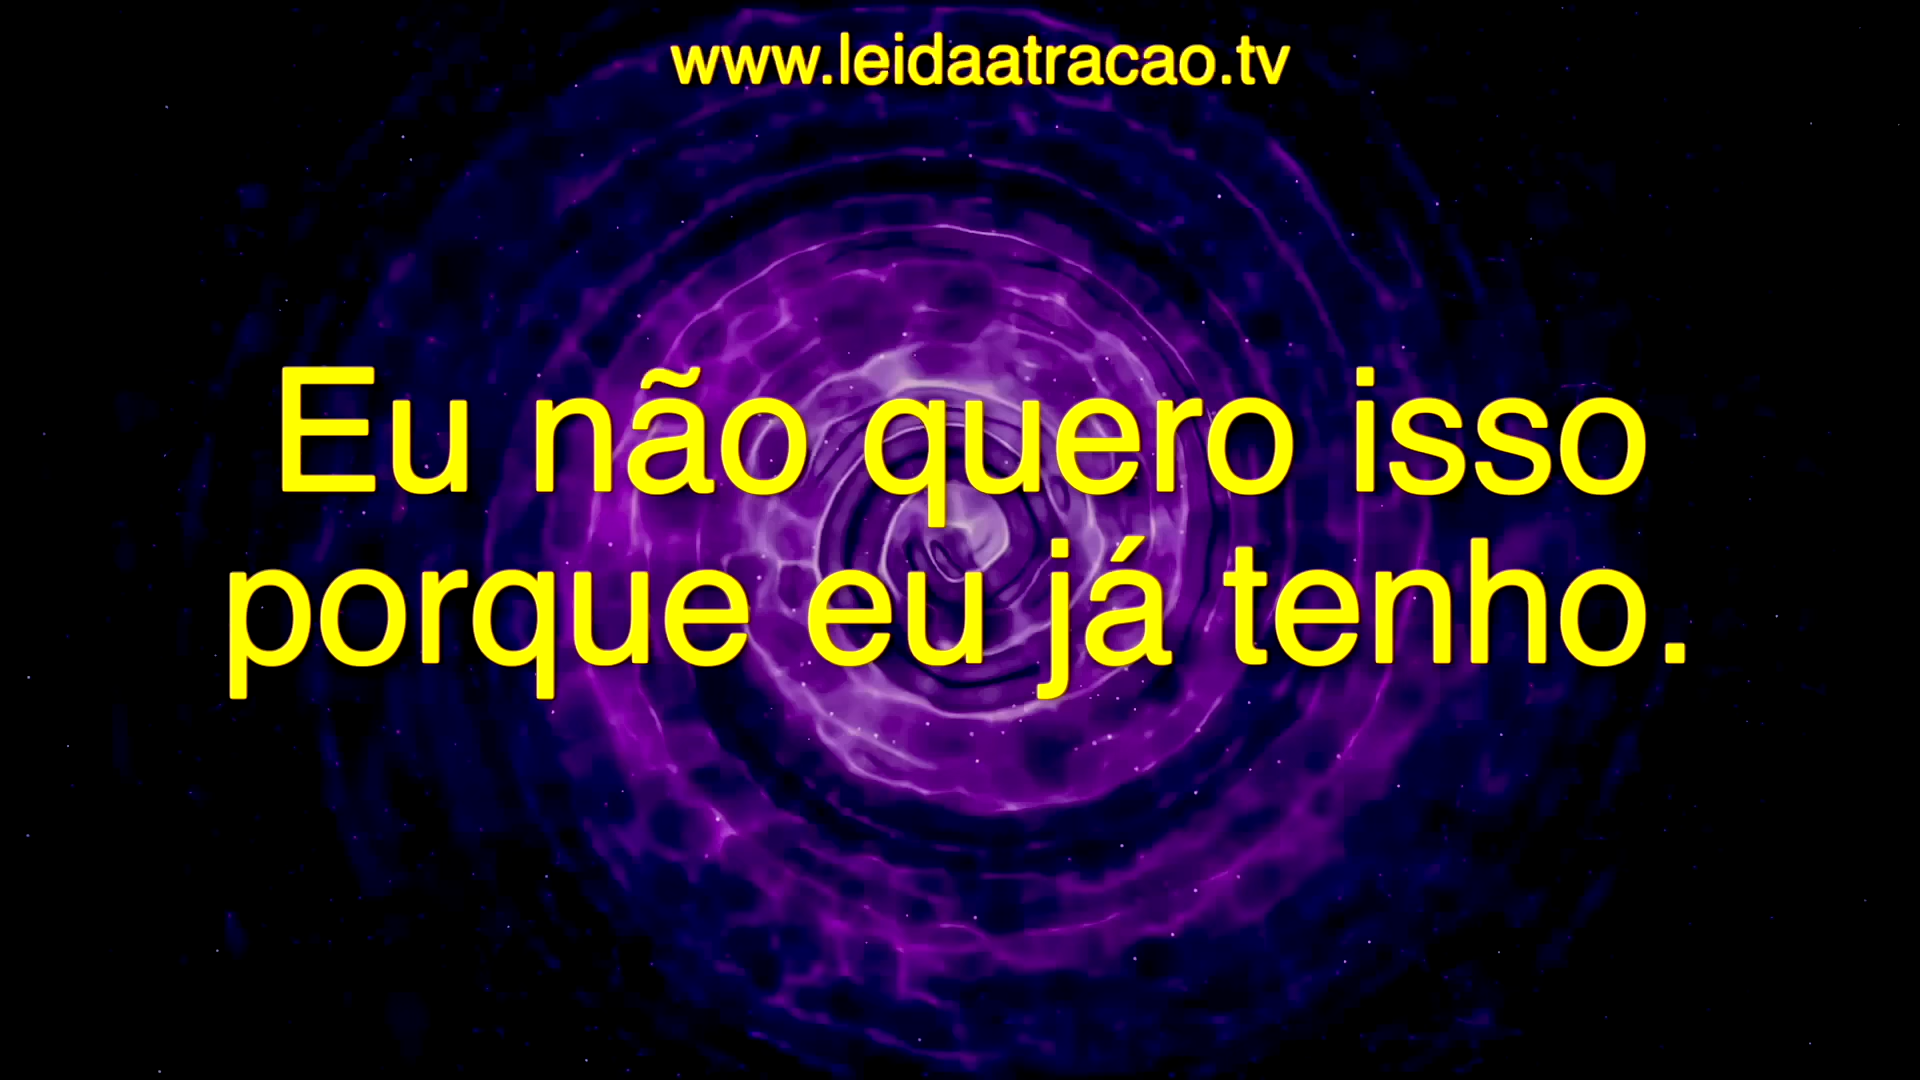 www.leidaatracao.tv
Eu não quero isso
porque eu já tenho.